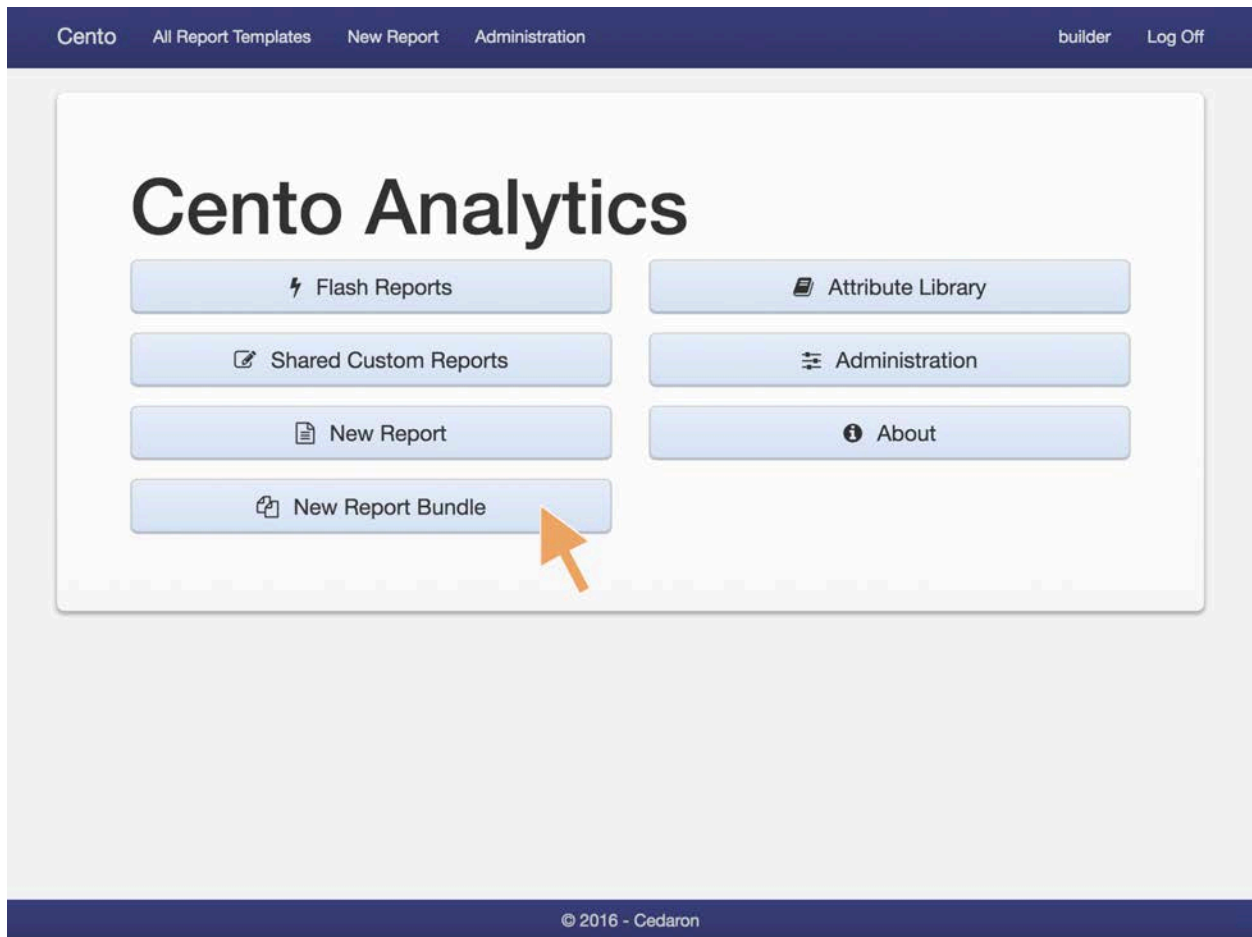 Cento All Report Templates New Report Administration builder Log Off
Cento Analytics
Flash Reports
Shared Custom Reports
New Report
New Report Bundle
Attribute Library
Administration
About
© 2016 - Cedaron